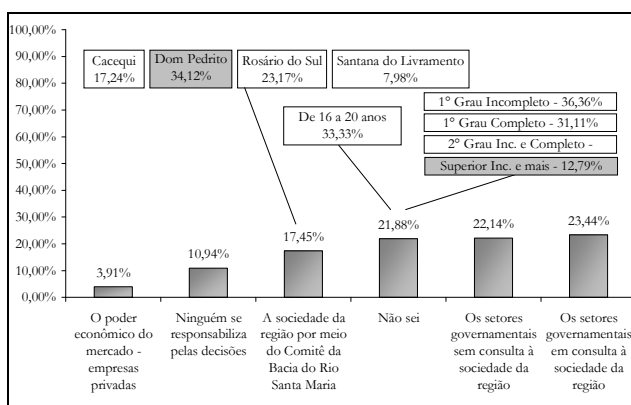 100,00%
90,00%
80,00%
70,00%
60,00%
50,00%
40,00%
30,00%
20,00%
10,00%
0,00%
Cacequi
17,24%
Dom Pedrito
34,12%
Rosário do Sul
23,17%
Santana do Livramento
7,98%
De 16 a 20 anos
33,33%
1° Grau Incompleto - 36,36%
1° Grau Completo - 31,11%
2° Grau Inc. e Completo -
Superior Inc. e mais - 12,79%
3,91%
10,94%
17,45%
21,88%
22,14%
23,44%
O poder
econômico do
mercado -
empresas
privadas
Ninguém se
responsabiliza
pelas decisões
A sociedade da
região por meio
do Comitê da
Bacia do Rio
Santa Maria
Não sei
Os setores
governamentais
sem consulta à
sociedade da
região
Os setores
governamentais
em consulta à
sociedade da
região